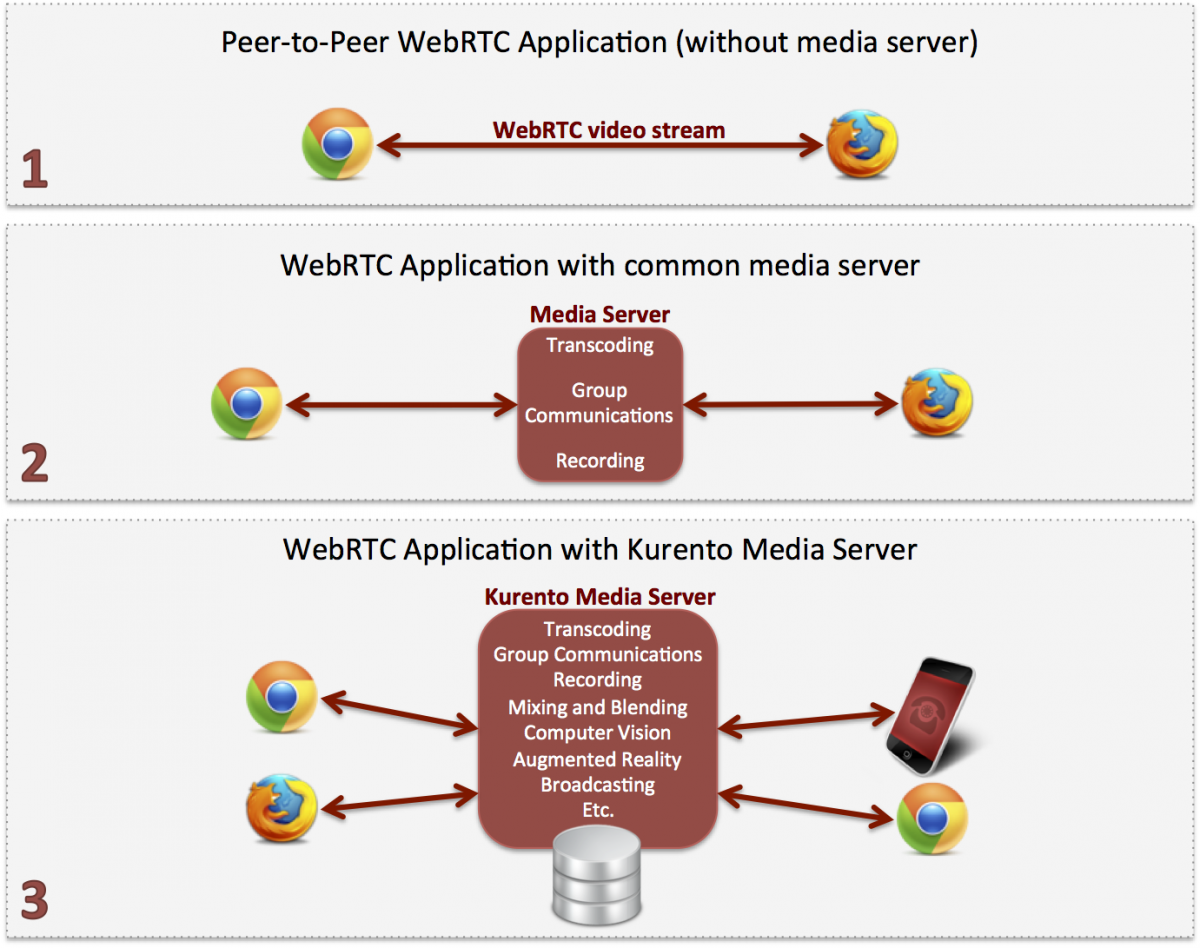 Peer-to-Peer WebRTC Application (without media server)
WebRTC video stream
1
WebRTC Application with common media server
Media Server
Transcoding
Group
Communications
Recording
2
WebRTC Application with Kurento Media Server
Kurento Media Server
Transcoding
Group Communications
Recording
Mixing and Blending
Computer Vision
Augmented Reality
Broadcasting
Etc.
3